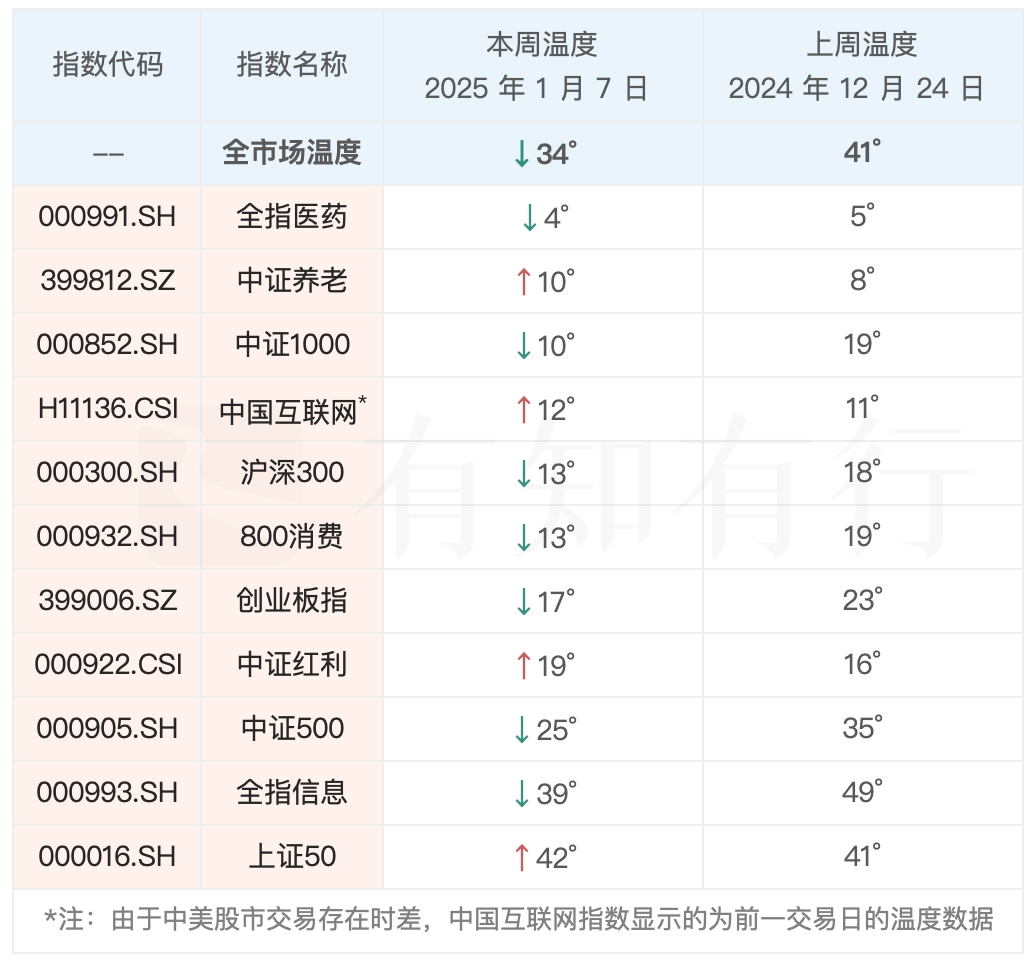 指数代码 指数名称 本周温度 2025 年 1 月 7 日 上周温度 2024 年 12 月 24 日
-- 全市场温度 ↓34° 41°
000991.SH 全指医药 ↓4° 5°
399812.SZ 中证养老 ↑10° 8°
000852.SH 中证1000 ↓10° 19°
H11136.CSI 中国互联网* ↑12° 11°
000300.SH 沪深300 ↓13° 18°
000932.SH 800消费 ↓13° 19°
399006.SZ 创业板指 ↓17° 23°
000922.CSI 中证红利 ↑19° 16°
000905.SH 中证500 ↓25° 35°
000993.SH 全指信息 ↓39° 49°
000016.SH 上证50 ↑42° 41°
*注：由于中美股市交易存在时差，中国互联网指数显示的为前一交易日的温度数据
有知有行